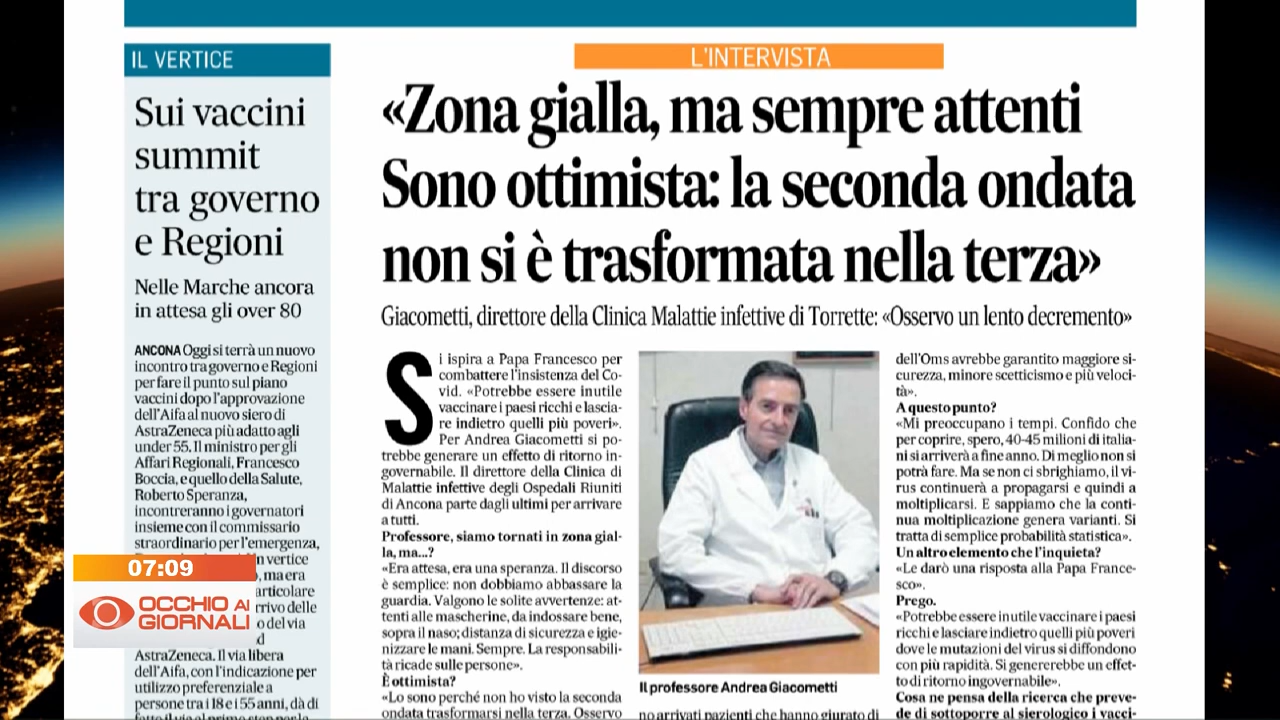 IL VERTICE
Sui vaccini
summit
tra governo
e Regioni
Nelle Marche ancora
in attesa gli over 80
ANCONA Oggi si terrà un nuovo
incontro tra governo e Regioni
per fare il punto sul piano
vaccini dopo l'approvazione
dell'Aifa al nuovo siero di
AstraZeneca più adatto agli
under 55. Il ministro per gli
Affari Regionali, Francesco
Boccia, e quello della Salute,
Roberto Speranza,
incontreranno i governatori
insieme con il commissario
straordinario per l'emergenza,
vertice
, ma era
articolare
rrivo delle
o del via
d
AstraZeneca. Il via libera
dell'Aifa, con l'indicazione per
utilizzo preferenziale a
persone tra i 18 e i 55 anni, dà di
07:09
OCCHIO AI
GIORNALI
L'INTERVISTA
«Zona gialla, ma sempre attenti
Sono ottimista: la seconda ondata
non si è trasformata nella terza»
Giacometti, direttore della Clinica Malattie infettive di Torrette: «Osservo un lento decremento»
Si ispira a Papa Francesco per
combattere l'insistenza del Co-
vid. «Potrebbe essere inutile
vaccinare i paesi ricchi e lascia-
re indietro quelli più poveri».
Per Andrea Giacometti si po-
trebbe generare un effetto di ritorno in-
governabile. Il direttore della Clinica di
Malattie infettive degli Ospedali Riuniti
di Ancona parte dagli ultimi per arrivare
a tutti.
Professore, siamo tornati in zona gial-
la, ma...?
«Era attesa, era una speranza. Il discorso
è semplice: non dobbiamo abbassare la
guardia. Valgono le solite avvertenze: at-
tenti alle mascherine, da indossare bene,
sopra il naso; distanza di sicurezza e igie-
nizzare le mani. Sempre. La responsabili-
tà ricade sulle persone».
È ottimista?
«Lo sono perché non ho visto la seconda
ondata trasformarsi nella terza. Osservo
Il professore Andrea Giacometti
no arrivati pazienti che hanno giurato di
dell'Oms avrebbe garantito maggiore si-
curezza, minore scetticismo e più veloci-
tà».
A questo punto?
«Mi preoccupano i tempi. Confido che
per coprire, spero, 40-45 milioni di italia-
ni si arriverà a fine anno. Di meglio non si
potrà fare. Ma se non ci sbrighiamo, il vi-
rus continuerà a propagarsi e quindi a
moltiplicarsi. E sappiamo che la conti-
nua moltiplicazione genera varianti. Si
tratta di semplice probabilità statistica».
Un altro elemento che l'inquieta?
«Le darò una risposta alla Papa France-
sco».
Prego.
«Potrebbe essere inutile vaccinare i paesi
ricchi e lasciare indietro quelli più poveri
dove le mutazioni del virus si diffondono
con più rapidità. Si genererebbe un effet-
to di ritorno ingovernabile».
Cosa ne pensa della ricerca che preve-
de di sottoporre al sierologico i vacci-